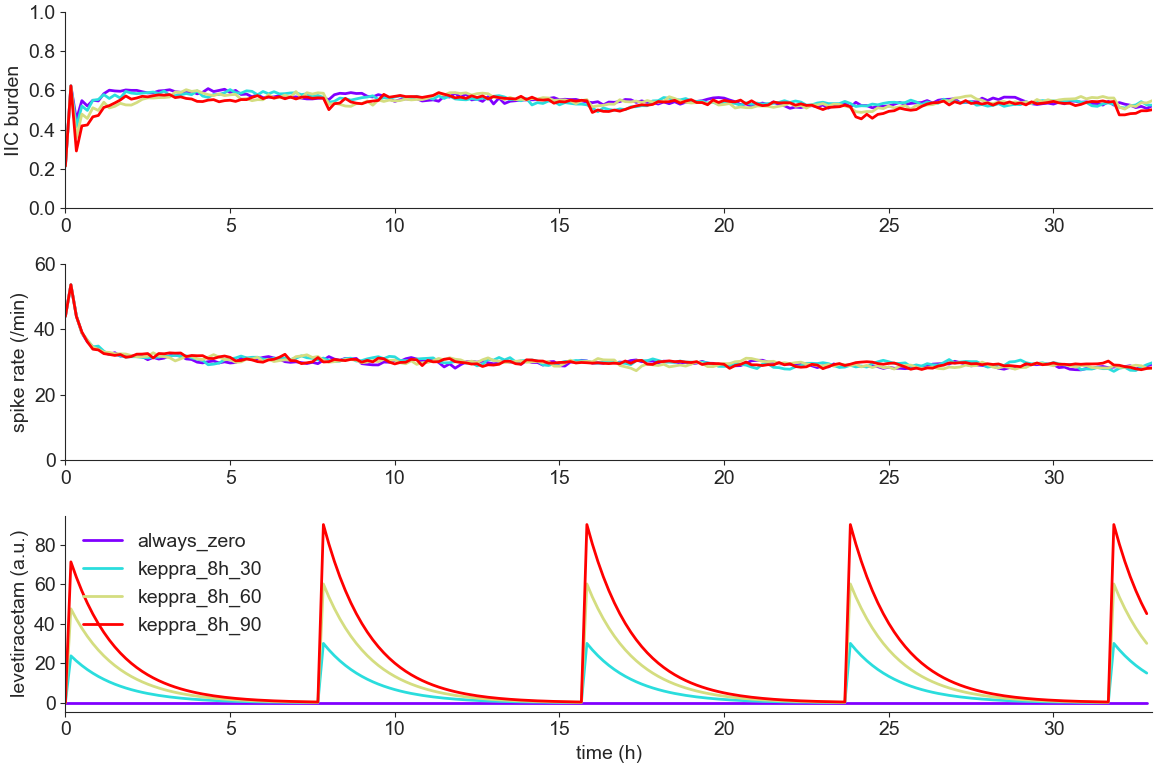 IIC burden
1.0
0.8
0.6
0.4
0.2
0.0
0 5 10 15 20 25 30
spike rate (/min)
60
40
20
0
0 5 10 15 20 25 30
levetiracetam (a.u.)
80
60
40
20
0
always_zero
keppra_8h_30
keppra_8h_60
keppra_8h_90
0 5 10 15 20 25 30
time (h)